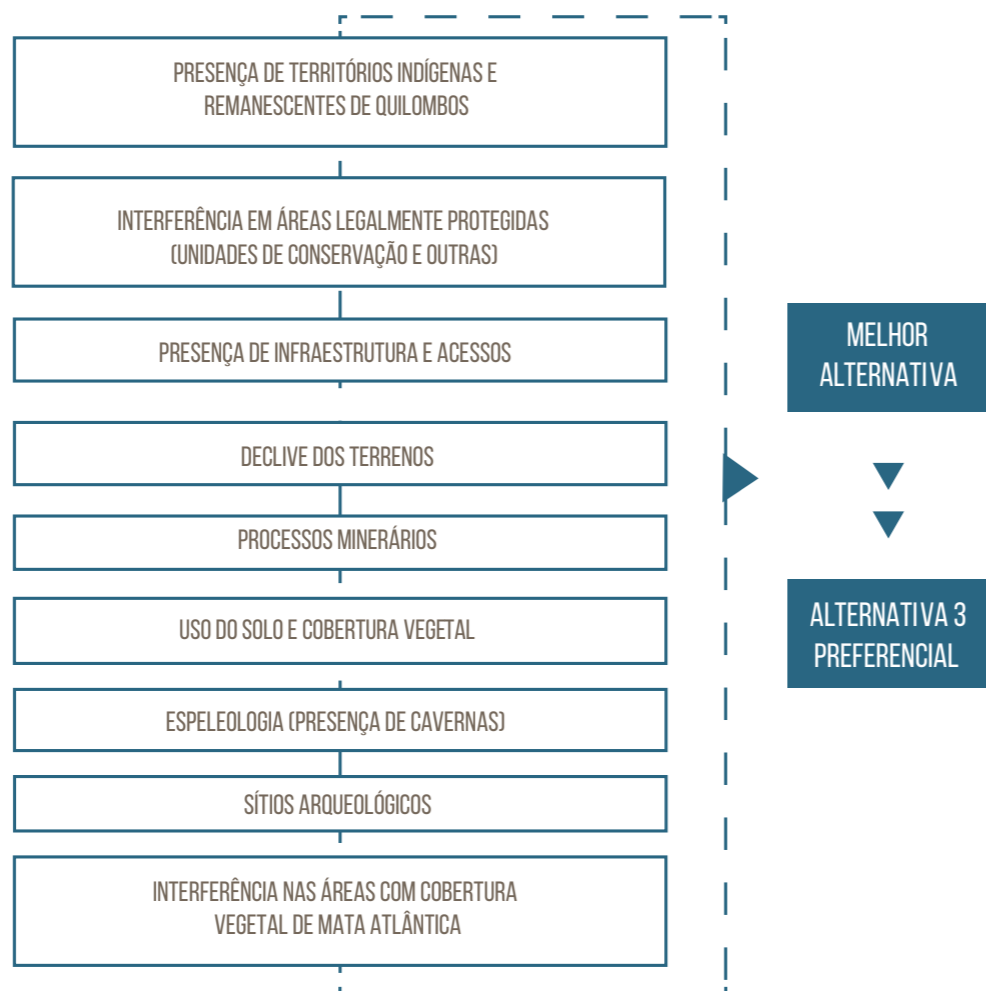 PRESENÇA DE TERRITÓRIOS INDÍGENAS E
REMANESCENTES DE QUILOMBOS
INTERFERÊNCIA EM ÁREAS LEGALMENTE PROTEGIDAS
(UNIDADES DE CONSERVAÇÃO E OUTRAS)
PRESENÇA DE INFRAESTRUTURA E ACESSOS
DECLIVE DOS TERRENOS
PROCESSOS MINERÁRIOS
USO DO SOLO E COBERTURA VEGETAL
ESPELEOLOGIA (PRESENÇA DE CAVERNAS)
SÍTIOS ARQUEOLÓGICOS
INTERFERÊNCIA NAS ÁREAS COM COBERTURA
VEGETAL DE MATA ATLÂNTICA
MELHOR
ALTERNATIVA
ALTERNATIVA 3
PREFERENCIAL